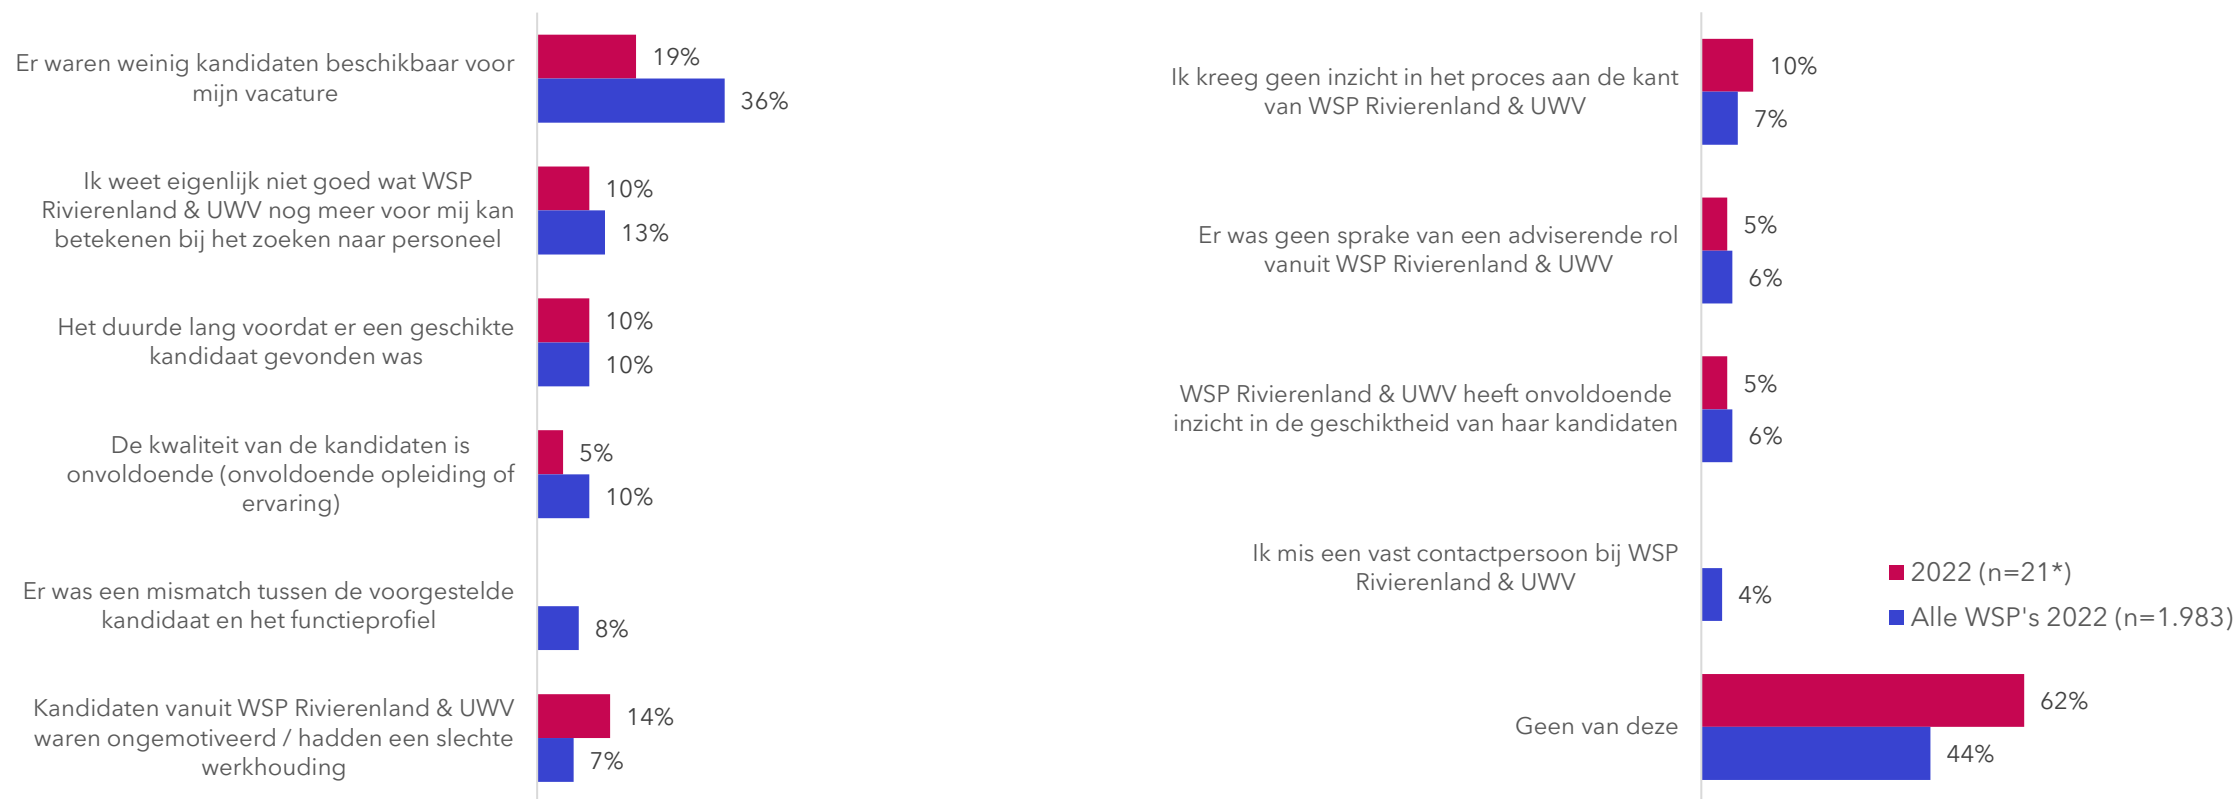 Er waren weinig kandidaten beschikbaar voor
mijn vacature
19%
36%
Ik weet eigenlijk niet goed wat WSP
Rivierenland & UWV nog meer voor mij kan
betekenen bij het zoeken naar personeel
10%
13%
Het duurde lang voordat er een geschikte
kandidaat gevonden was
10%
10%
De kwaliteit van de kandidaten is
onvoldoende (onvoldoende opleiding of
ervaring)
5%
10%
Er was een mismatch tussen de voorgestelde
kandidaat en het functieprofiel
8%
Kandidaten vanuit WSP Rivierenland & UWV
waren ongemotiveerd / hadden een slechte
werkhouding
14%
7%
Ik kreeg geen inzicht in het proces aan de kant
van WSP Rivierenland & UWV
10%
7%
Er was geen sprake van een adviserende rol
vanuit WSP Rivierenland & UWV
5%
6%
WSP Rivierenland & UWV heeft onvoldoende
inzicht in de geschiktheid van haar kandidaten
5%
6%
Ik mis een vast contactpersoon bij WSP
Rivierenland & UWV
4%
Geen van deze
62%
44%
2022 (n=21*)
Alle WSP's 2022 (n=1.983)